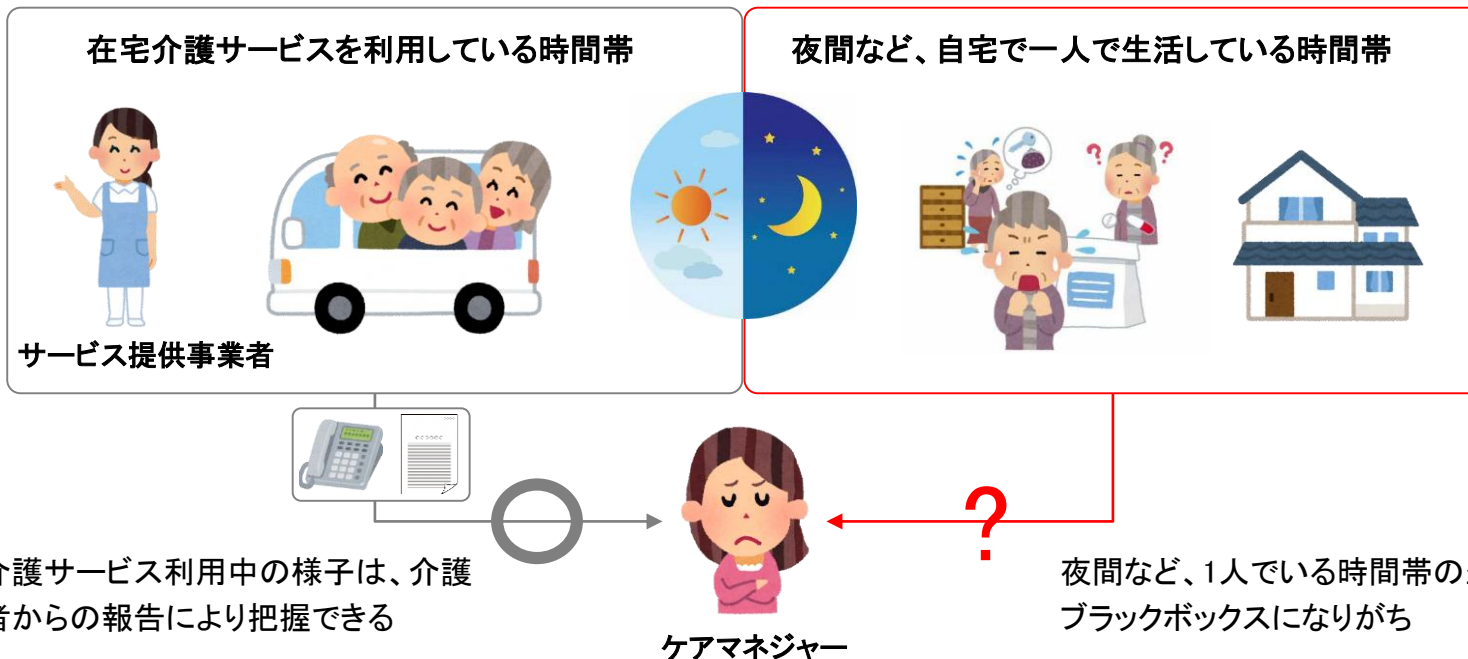 在宅介護サービスを利用している時間帯
夜間など、自宅で一人で生活している時間帯
サービス提供事業者
?
介護サービス利用中の様子は、介護
者からの報告により把握できる
夜間など、1人でいる時間帯の
ブラックボックスになりがち
ケアマネジャー